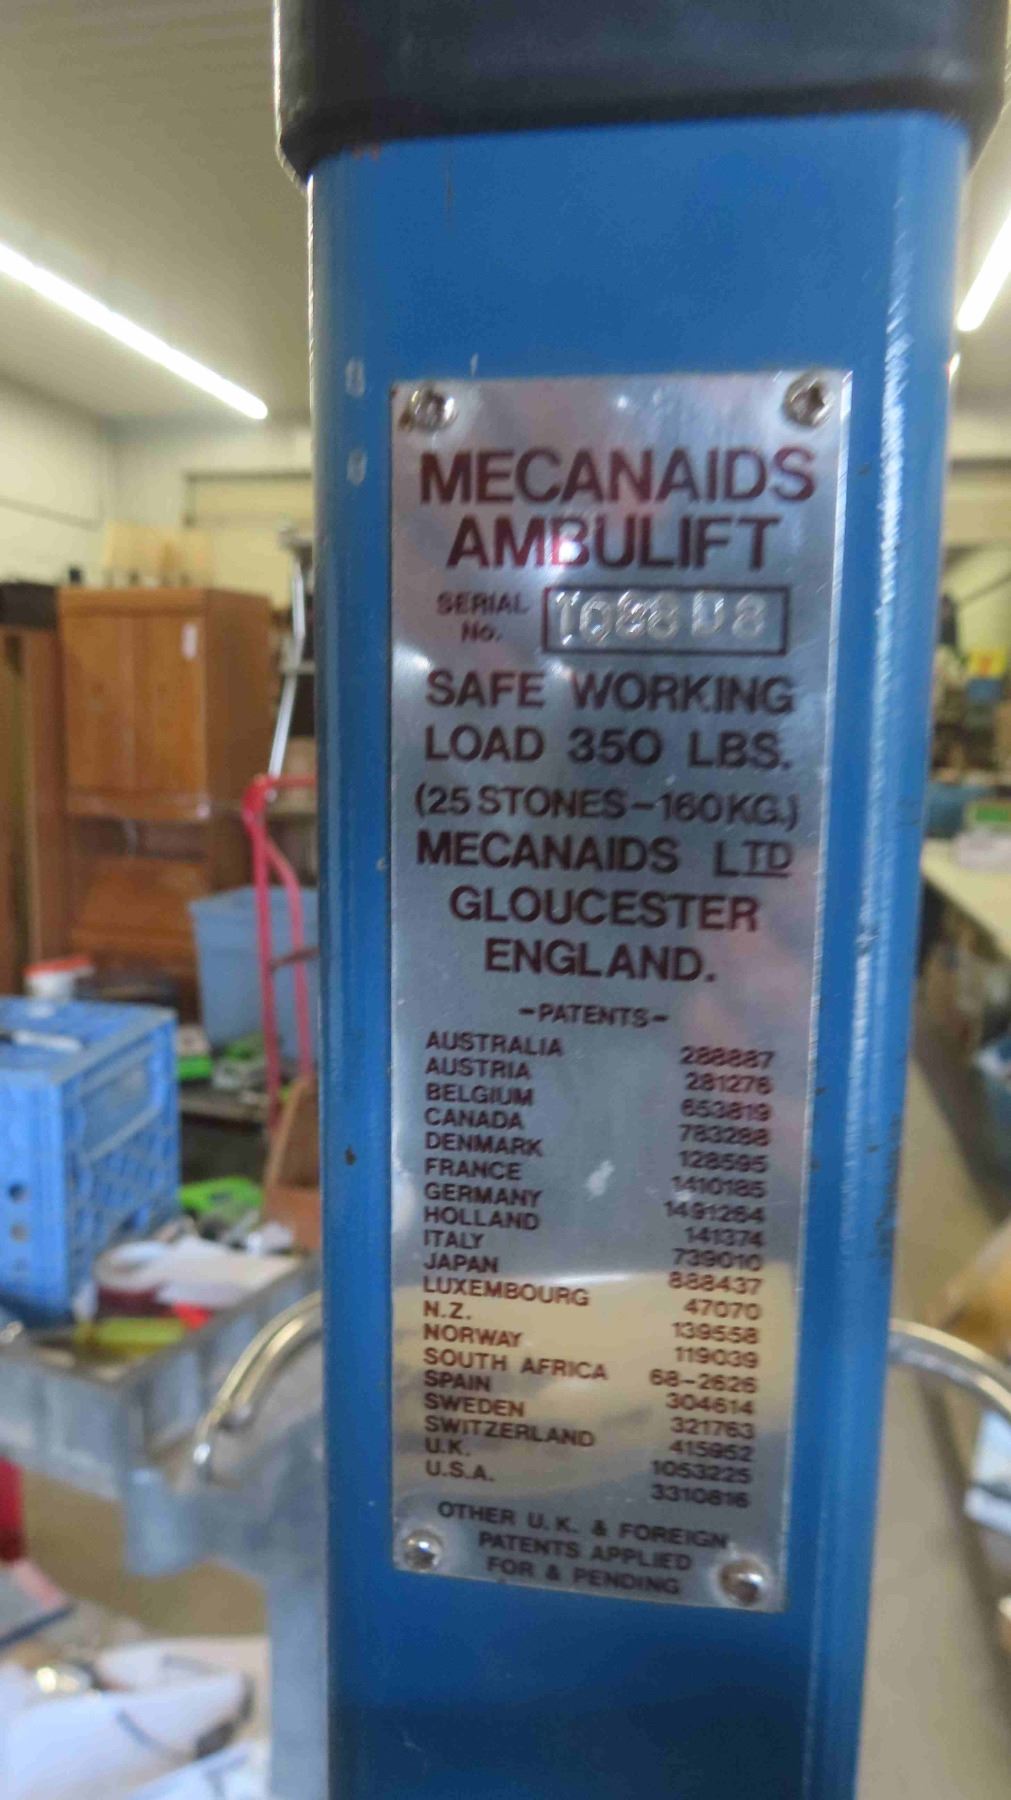 MECANAIDS
AMBULIFT
SERIAL
No.
SAFE WORKING
LOAD 350 LBS.
(25 STONES-160KG.)
MECANAIDS LTD
GLOUCESTER
ENGLAND.
-PATENTS-
AUSTRALIA 288887
AUSTRIA 281276
BELGIUM 653819
CANADA 783288
DENMARK 128595
FRANCE 1410185
GERMANY 1491264
HOLLAND 141374
ITALY 739010
JAPAN 888437
LUXEMBOURG 47070
N.Z. 139558
NORWAY 119039
SOUTH AFRICA 68-2626
SPAIN 304614
SWEDEN 321763
SWITZERLAND 415952
U.K. 1053225
U.S.A. 3310816
OTHER U.K. & FOREIGN
PATENTS APPLIED
FOR & PENDING